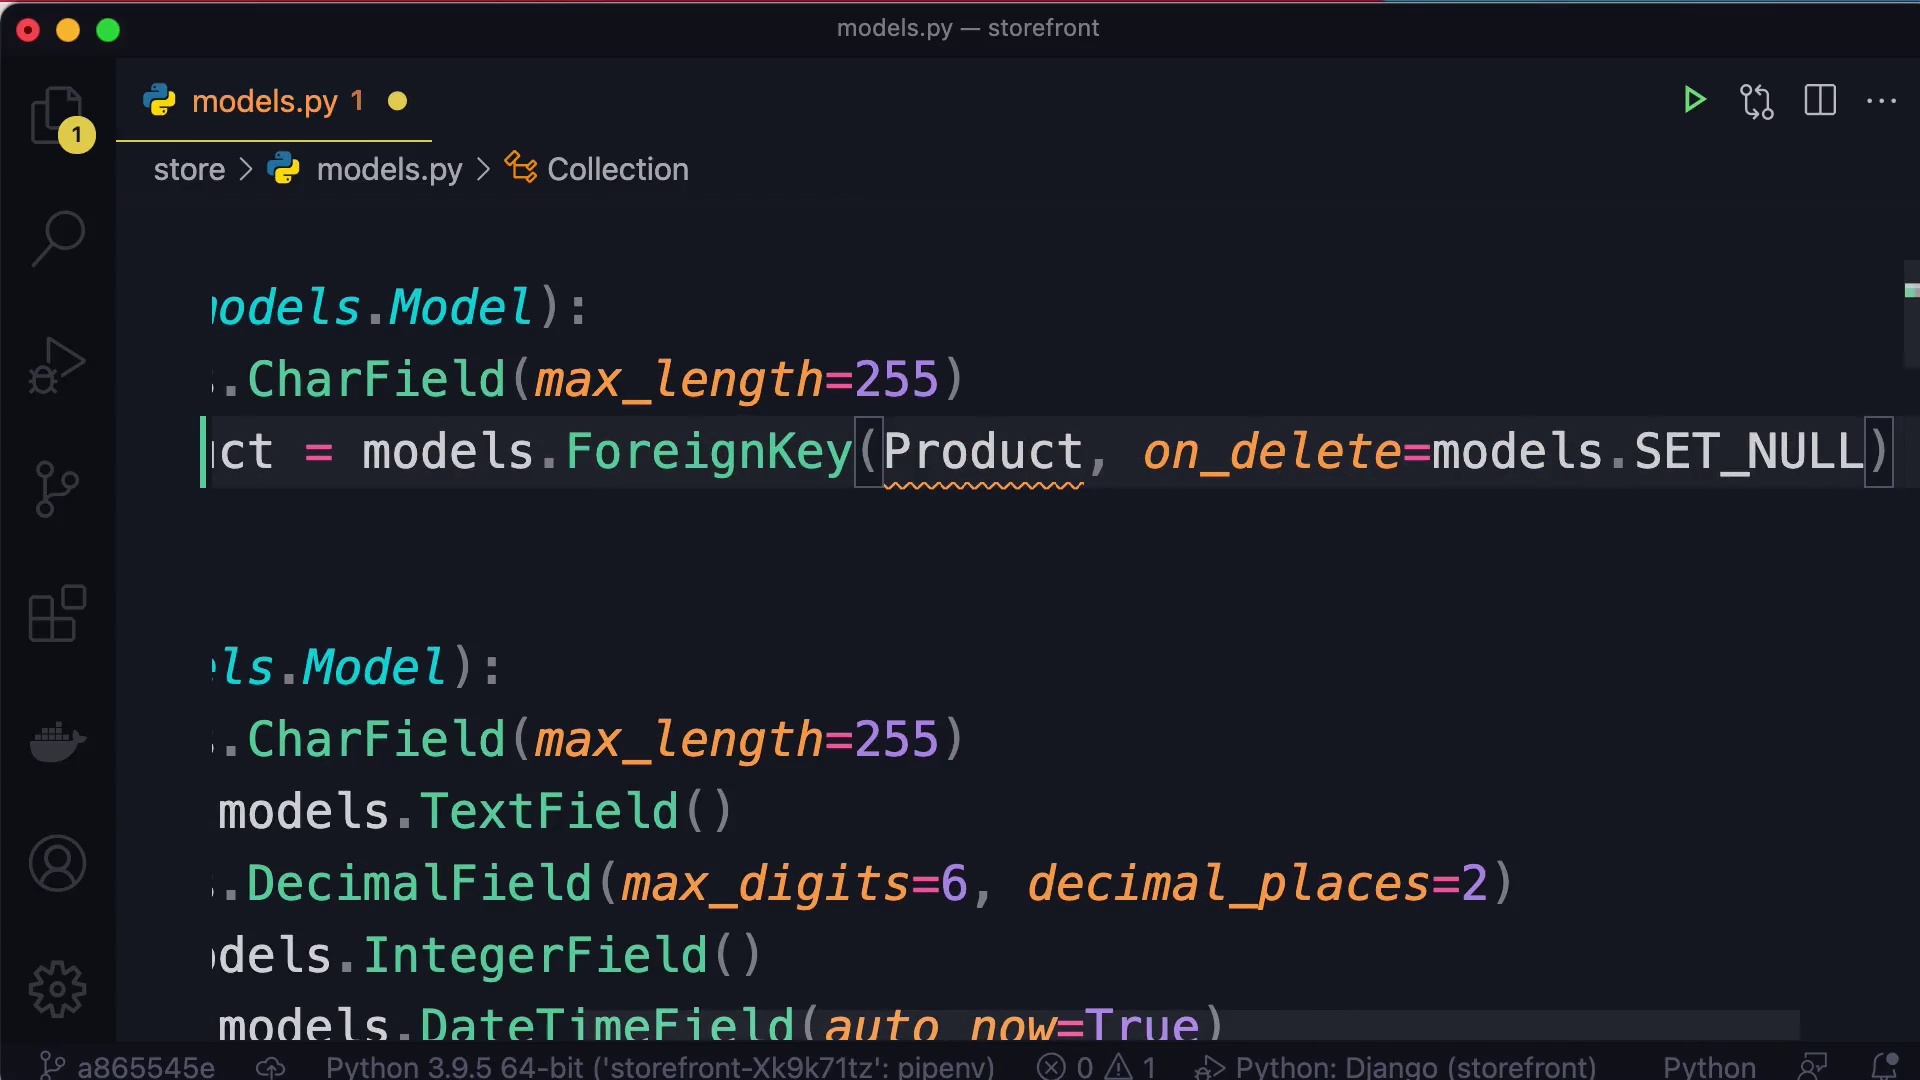 models.py — storefront
models.py 1
1
store > models.py > Collection
odels.Model):
.CharField(max_length=255)
ct = models.ForeignKey(Product, on_delete=models.SET_NULL)
els.Model):
.CharField(max_length=255)
models.TextField()
.DecimalField(max_digits=6, decimal_places=2)
odels.IntegerField()
models.DateTimeField(auto_now=True)
a865545e Python 3.9.5 64-bit ('storefront-Xk9k71tz': pipenv) 0 1 Python: Django (storefront) Python